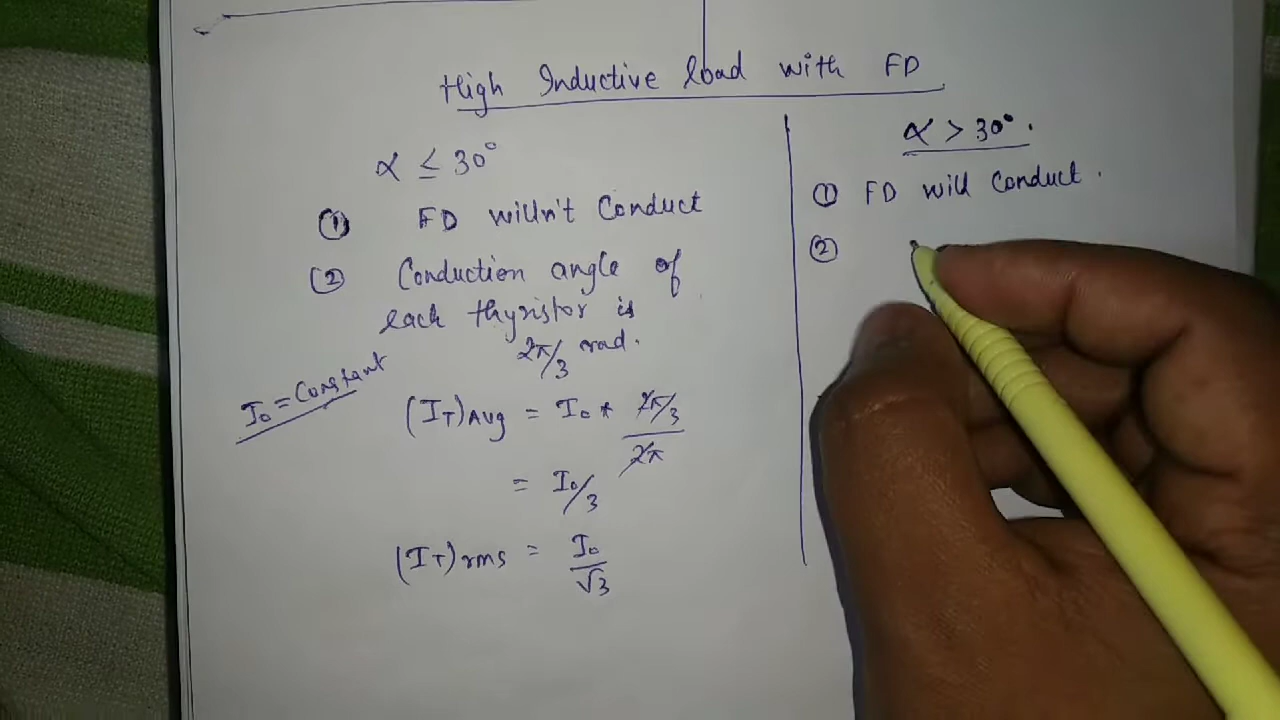 High Inductive load with FD
α ≤ 30°
① FD willn't Conduct
② Conduction angle of
each thyristor is
2π/3 rad.
I₀ = Constant
(I_T)Avg = I₀ * (2π/3)/(2π)
= I₀/3
(I_T)rms = I₀/√3
α > 30°.
① FD will Conduct.
②